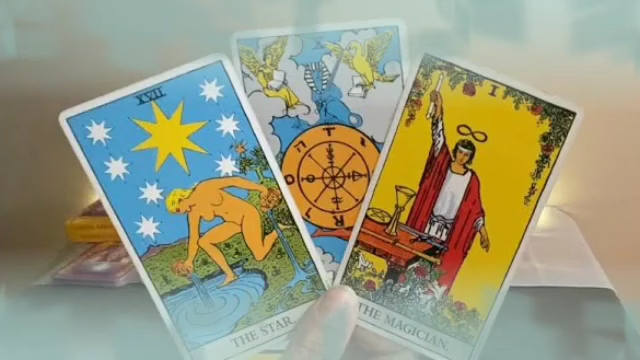 XVII
THE STAR.
X
T
A
R
O
I
THE MAGICIAN.